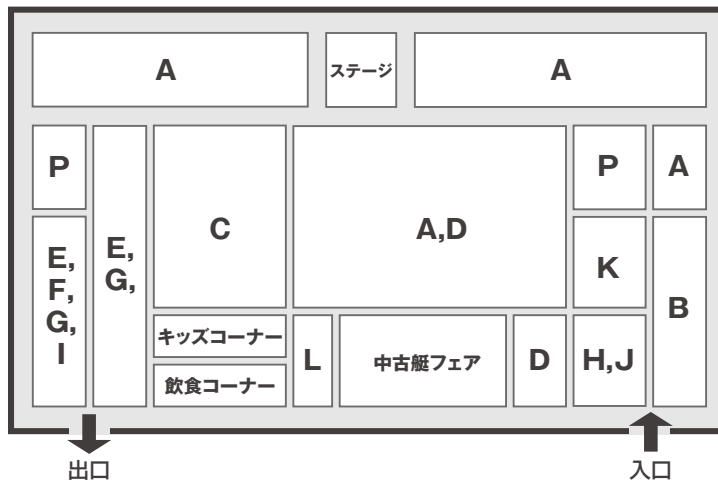 A
ステージ
A
P
E,
G,
C
A,D
P
A
E,
F,
G,
I
K
B
キッズコーナー
飲食コーナー
L
中古艇フェア
D
H,J
出口
入口